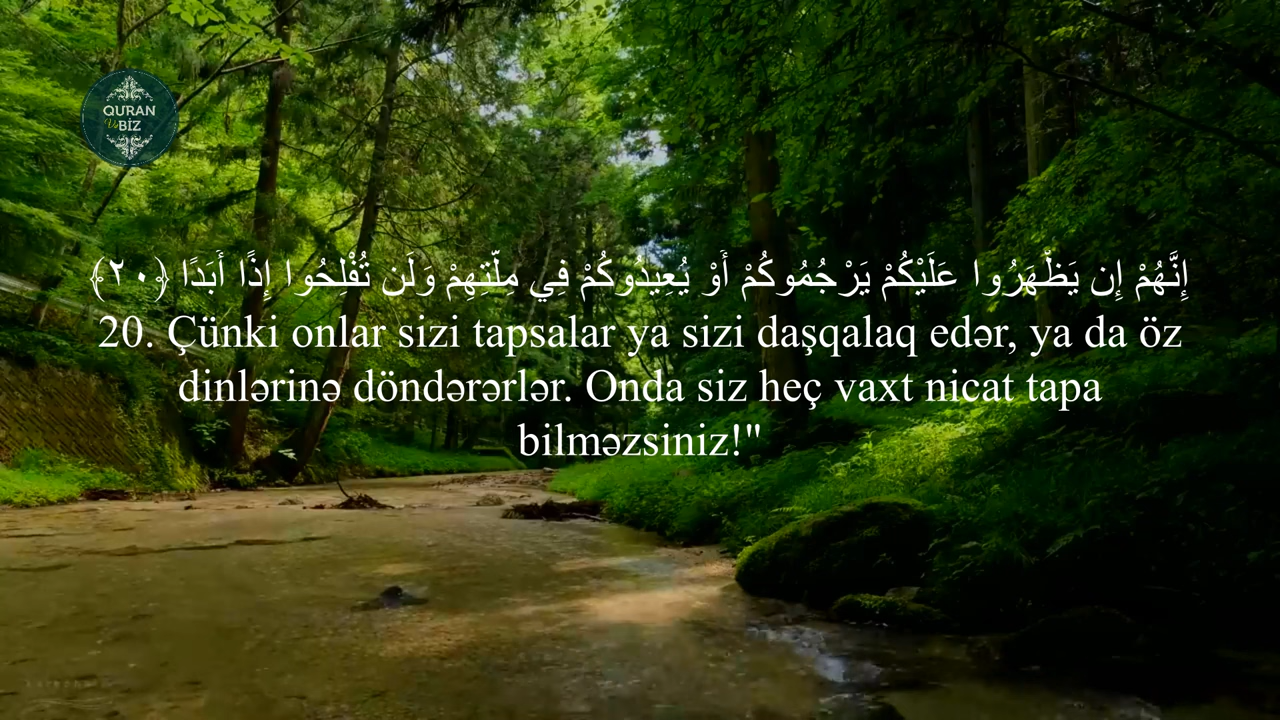 QURAN
Və BİZ
إِنَّهُمْ إِن يَظْهَرُوا عَلَيْكُمْ يَرْجُمُوكُمْ أَوْ يُعِيدُوكُمْ فِي مِلَّتِهِمْ وَلَن تُفْلِحُوا إِذًا أَبَدًا ﴿٢٠﴾
20. Çünki onlar sizi tapsalar ya sizi daşqalaq edər, ya da öz
dinlərinə döndərərlər. Onda siz heç vaxt nicat tapa
bilməzsiniz!"